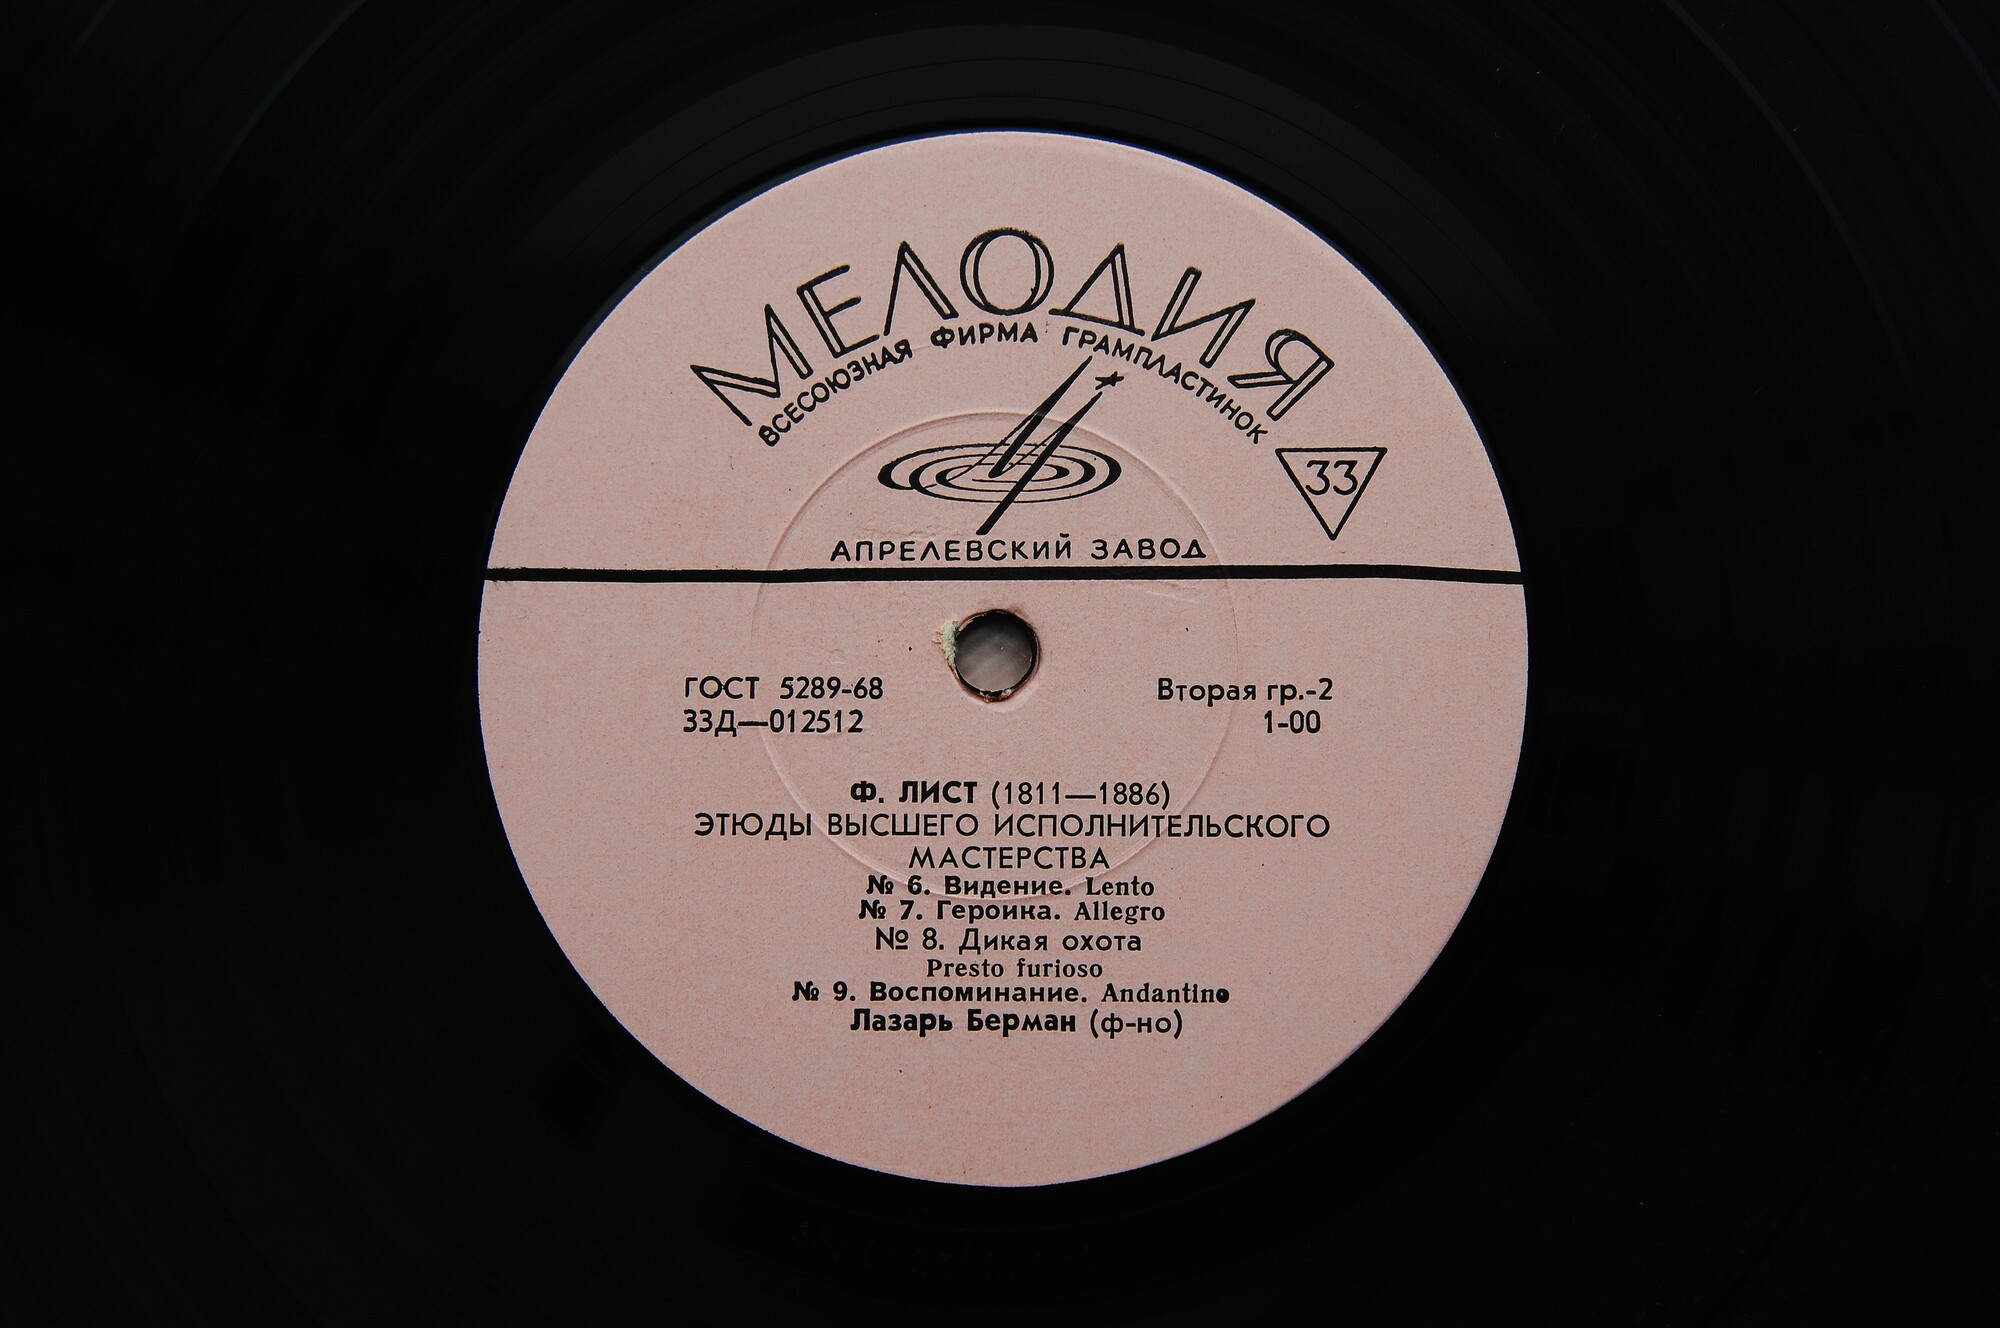 МЕЛОДИЯ
ВСЕСОЮЗНАЯ ФИРМА ГРАМПЛАСТИНОК
33
АПРЕЛЕВСКИЙ ЗАВОД
ГОСТ 5289-68
Вторая гр.-2
33Д—012512
1-00
Ф. ЛИСТ (1811—1886)
ЭТЮДЫ ВЫСШЕГО ИСПОЛНИТЕЛЬСКОГО
МАСТЕРСТВА
№ 6. Видение. Lento
№ 7. Героика. Allegro
№ 8. Дикая охота
Presto furioso
№ 9. Воспоминание. Andantino
Лазарь Берман (ф-но)